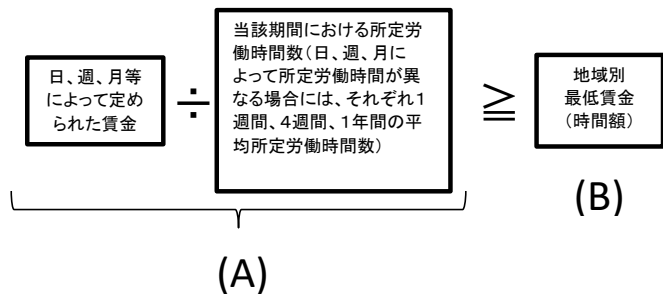 日、週、月等
によって定め
られた賃金
÷
当該期間における所定労
働時間数(日、週、月に
よって所定労働時間が異
なる場合には、それぞれ1
週間、4週間、1年間の平
均所定労働時間数)
≧
地域別
最低賃金
(時間額)
(A)
(B)